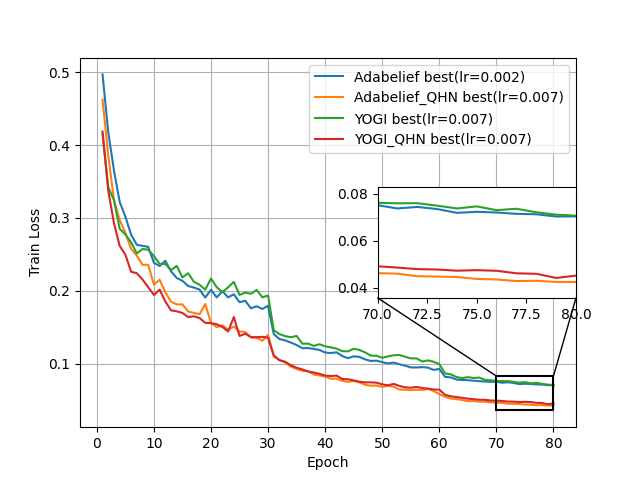 0.5
0.4
0.3
0.2
0.1
Train Loss
Adabelief best(lr=0.002)
Adabelief_QHN best(lr=0.007)
YOGI best(lr=0.007)
YOGI_QHN best(lr=0.007)
0.08
0.06
0.04
70.0 72.5 75.0 77.5 80.0
0 10 20 30 40 50 60 70 80
Epoch